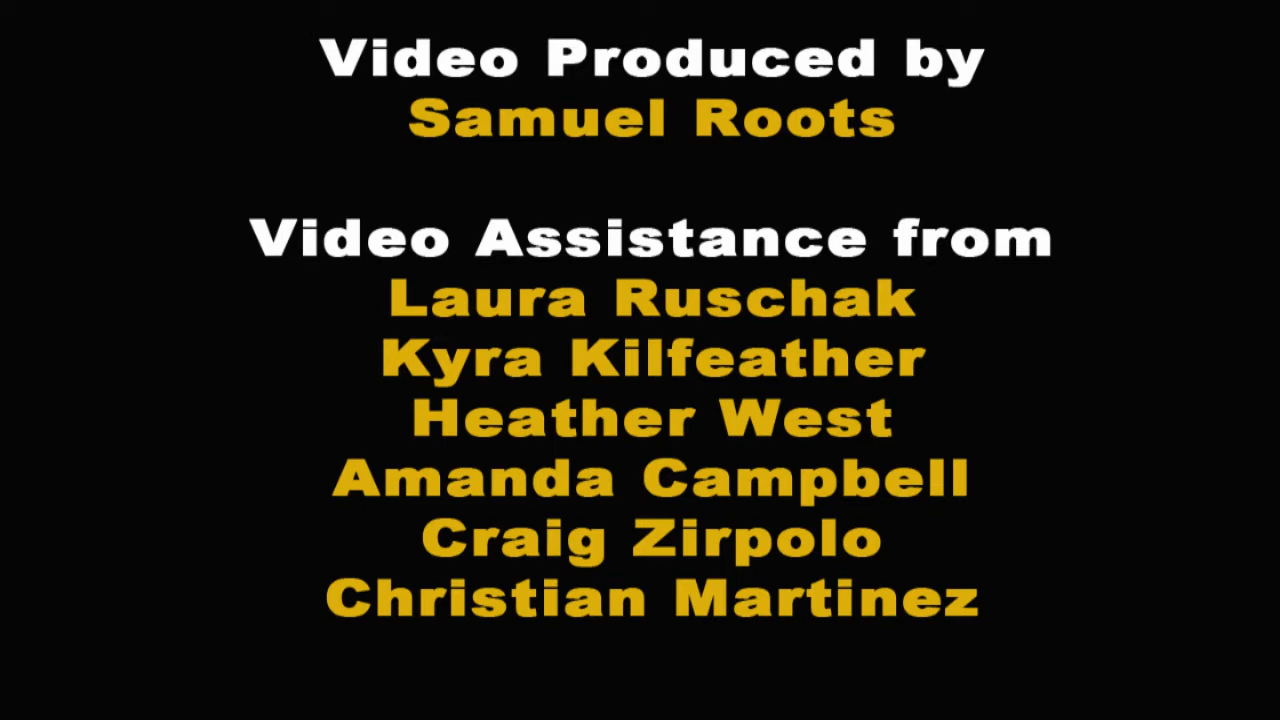 Video Produced by
Samuel Roots
Video Assistance from
Laura Ruschak
Kyra Kilfeather
Heather West
Amanda Campbell
Craig Zirpolo
Christian Martinez